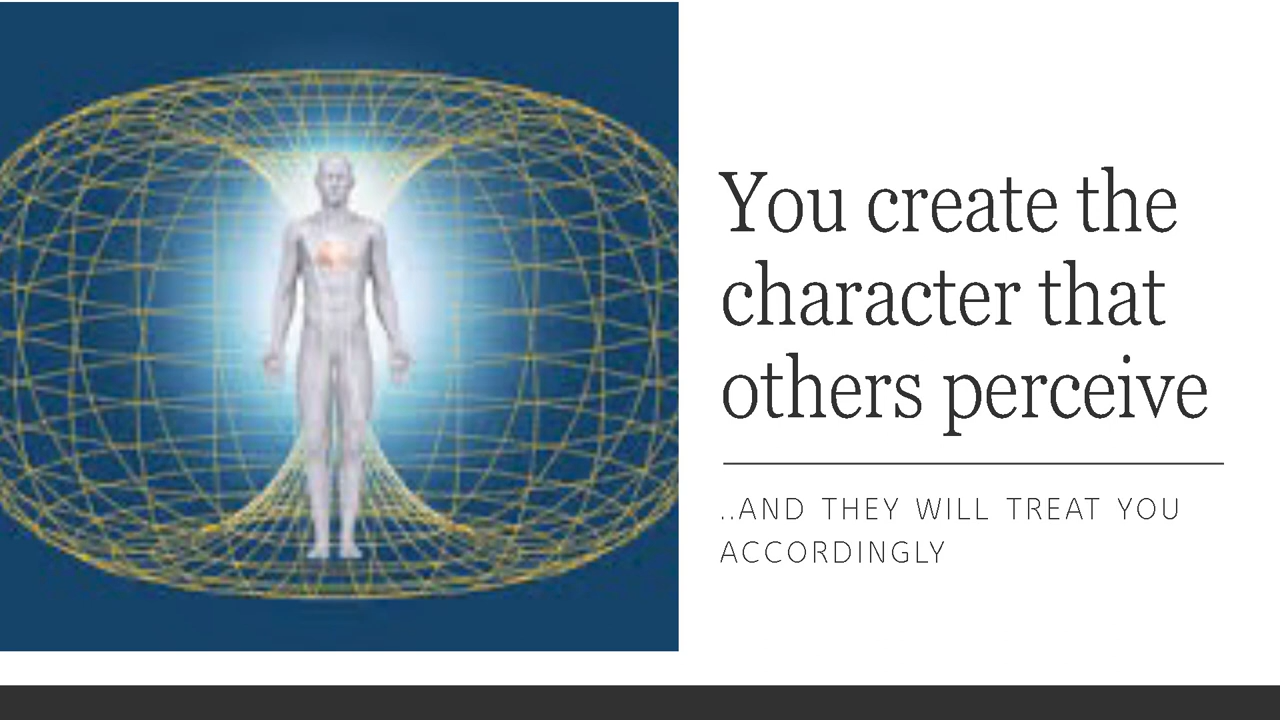 You create the
character that
others perceive
..AND THEY WILL TREAT YOU
ACCORDINGLY